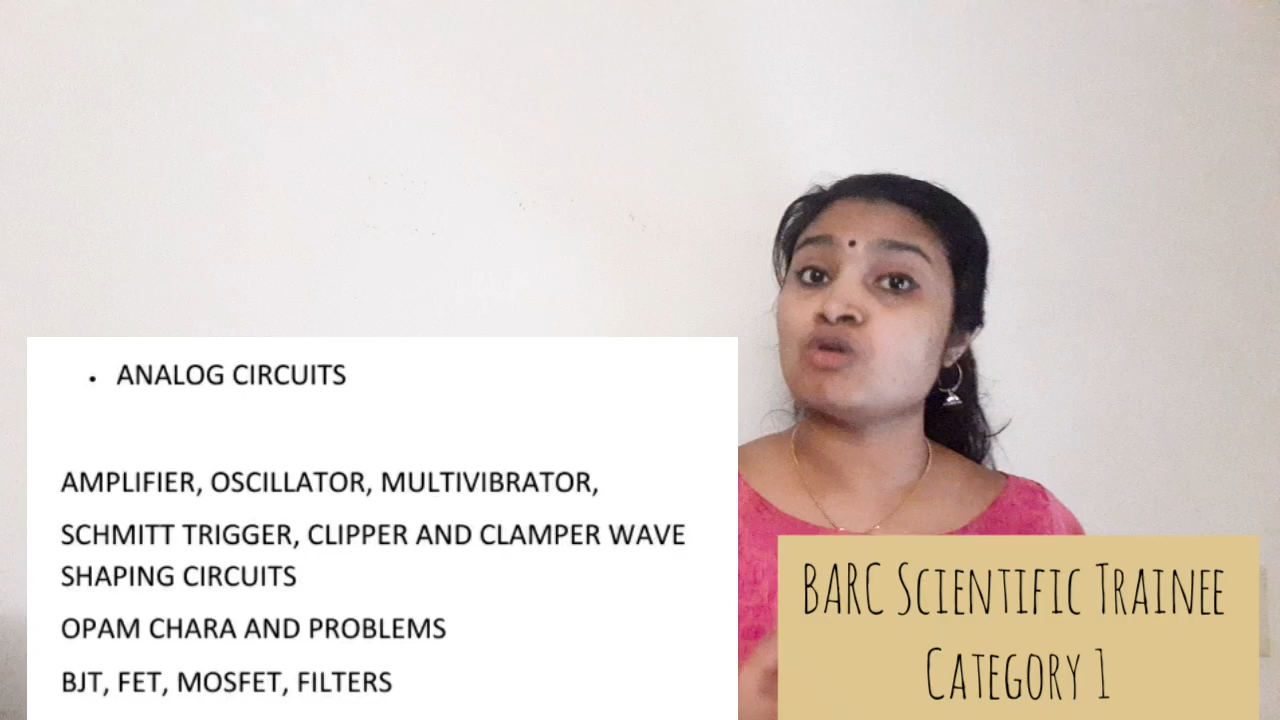 • ANALOG CIRCUITS
AMPLIFIER, OSCILLATOR, MULTIVIBRATOR,
SCHMITT TRIGGER, CLIPPER AND CLAMPER WAVE
SHAPING CIRCUITS
OPAM CHARA AND PROBLEMS
BJT, FET, MOSFET, FILTERS
BARC SCIENTIFIC TRAINEE
CATEGORY 1